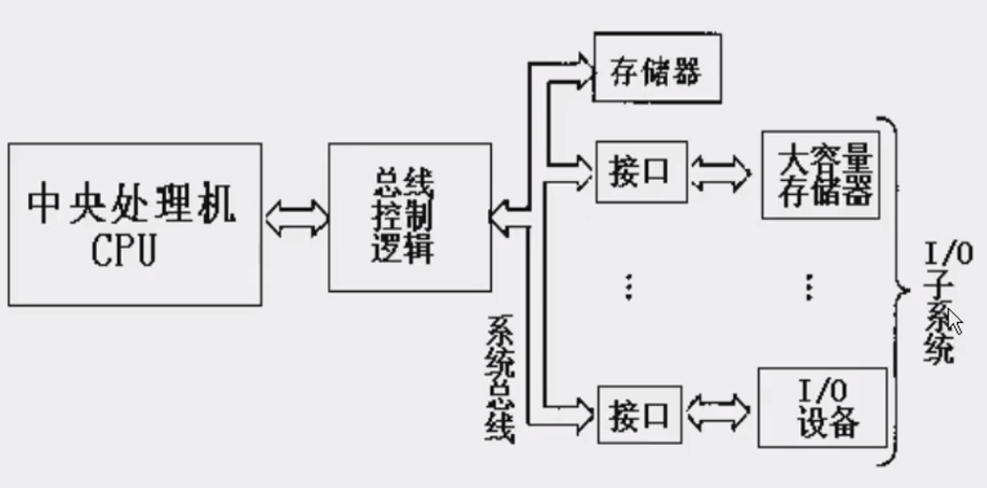 存储器
中央处理机
CPU
总线
控制
逻辑
接口
大容量
存储器
⋮
⋮
I/O
子
系
统
系
统
总
线
接口
I/O
设备